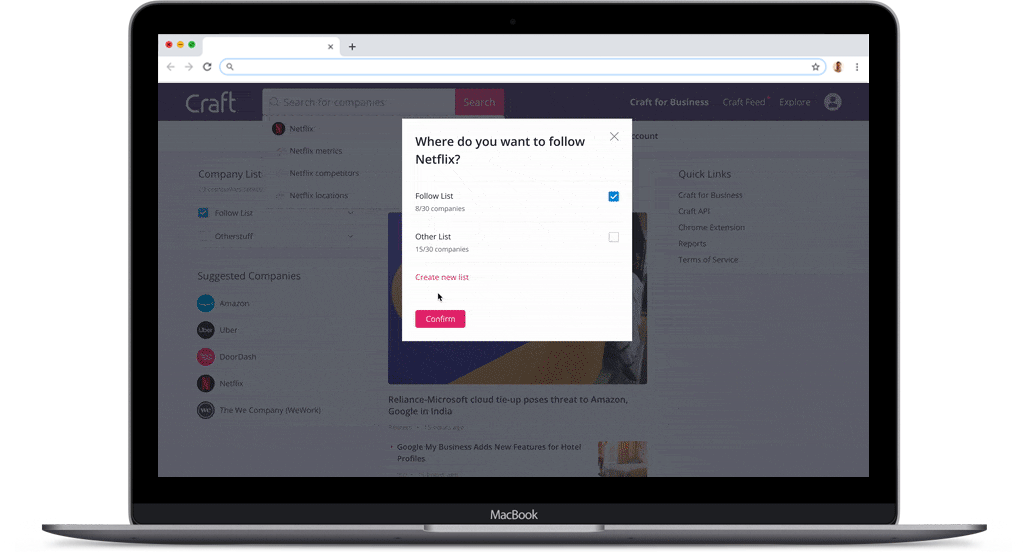 Craft
Search for companies
Search
Craft for Business
Craft Feed
Explore
Netflix
Netflix metrics
Netflix competitors
Netflix locations
Company List
Follow List
Otherstuff
Suggested Companies
Amazon
Uber
DoorDash
Netflix
The We Company (WeWork)
Where do you want to follow
Netflix?
Follow List
8/30 companies
Other List
15/30 companies
Create new list
Confirm
Reliance-Microsoft cloud tie-up poses threat to Amazon,
Google in India
Google My Business Adds New Features for Hotel
Profiles
Quick Links
Craft for Business
Craft API
Chrome Extension
Reports
Terms of Service
MacBook